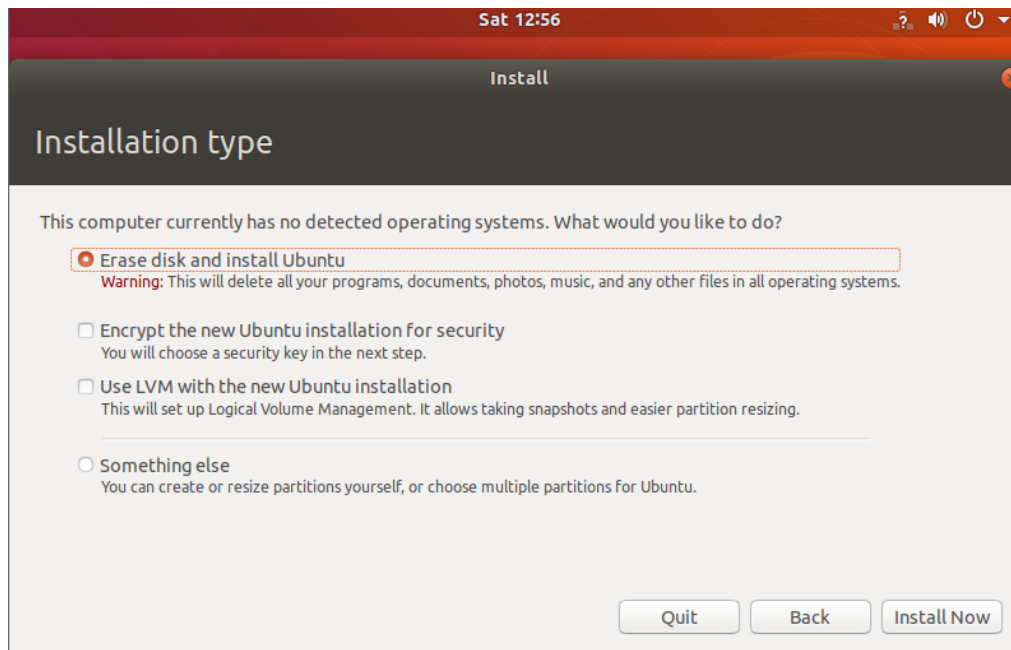 Sat 12:56
Install
Installation type
This computer currently has no detected operating systems. What would you like to do?
Erase disk and install Ubuntu
Warning: This will delete all your programs, documents, photos, music, and any other files in all operating systems.
Encrypt the new Ubuntu installation for security
You will choose a security key in the next step.
Use LVM with the new Ubuntu installation
This will set up Logical Volume Management. It allows taking snapshots and easier partition resizing.
Something else
You can create or resize partitions yourself, or choose multiple partitions for Ubuntu.
Quit Back Install Now